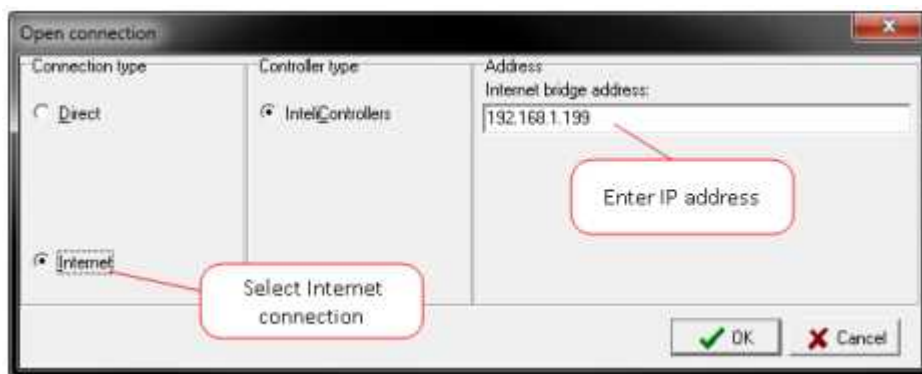 Open connection
Connection type
Controller type
Address
Internet bridge address:
Direct
InteliControllers
192.168.1.199
Enter IP address
Internet
Select Internet
connection
OK
Cancel